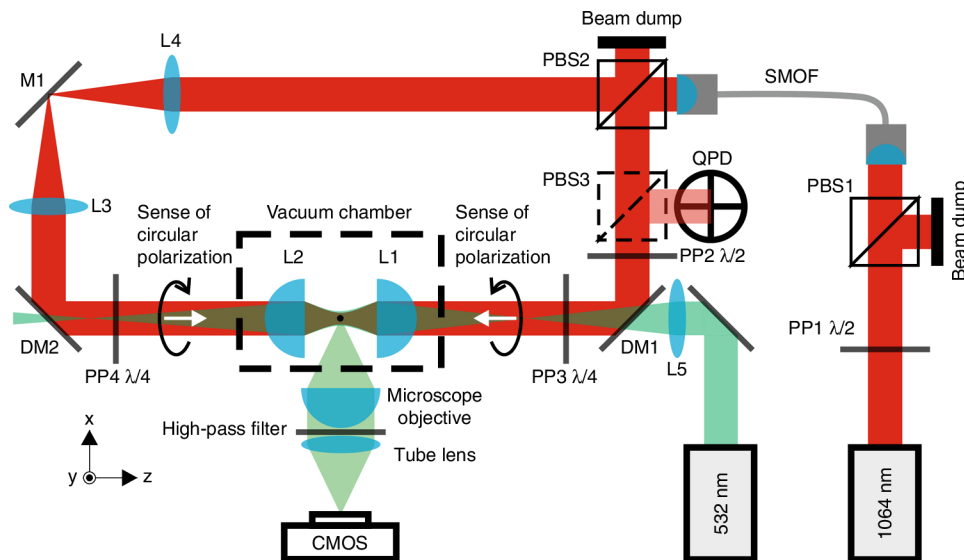 Beam dump
L4
PBS2
M1
SMOF
PBS3
QPD
PBS1
Beam dump
L3
Sense of
circular
polarization
Vacuum chamber
L2
L1
Sense of
circular
polarization
PP2 λ/2
DM2
PP4 λ/4
PP3 λ/4
DM1
L5
PP1 λ/2
Microscope
objective
High-pass filter
Tube lens
x
y
z
CMOS
532 nm
1064 nm